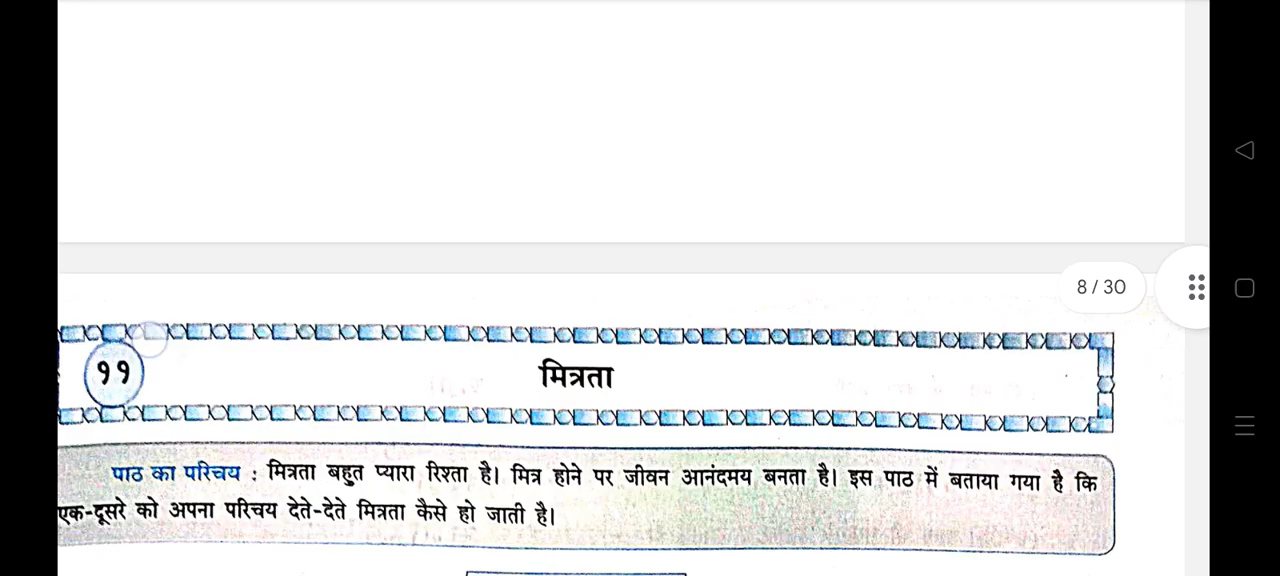 8 / 30
११
मित्रता
पाठ का परिचय : मित्रता बहुत प्यारा रिश्ता है। मित्र होने पर जीवन आनंदमय बनता है। इस पाठ में बताया गया है कि
एक-दूसरे को अपना परिचय देते-देते मित्रता कैसे हो जाती है।